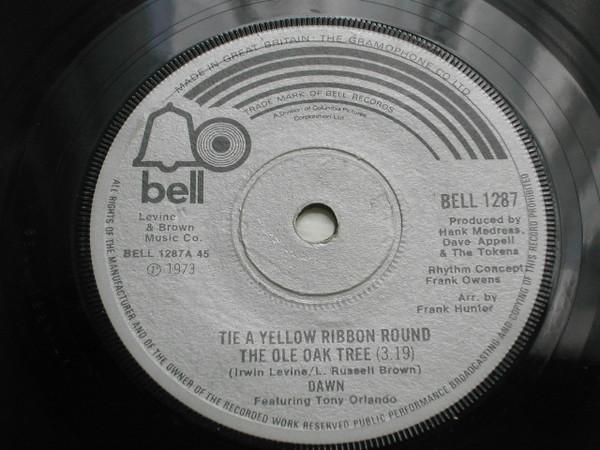 MADE IN GREAT BRITAIN · THE GRAMOPHONE CO LTD
TRADE MARK OF BELL RECORDS
A Division of Columbia Pictures
Corporation Ltd
bell
Levine
& Brown
Music Co.
BELL 1287A 45
℗ 1973
BELL 1287
Produced by
Hank Medress,
Dave Appell
& The Tokens
Rhythm Concept
Frank Owens
Arr. by
Frank Hunter
TIE A YELLOW RIBBON ROUND
THE OLE OAK TREE (3.19)
(Irwin Levine/L. Russell Brown)
DAWN
Featuring Tony Orlando
ALL RIGHTS OF THE MANUFACTURER AND OF THE OWNER OF THE RECORDED WORK RESERVED PUBLIC PERFORMANCE BROADCASTING AND COPYING OF THIS RECORD PROHIBITED